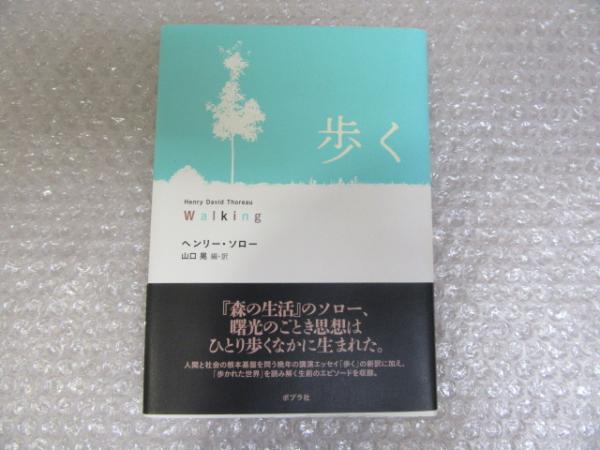 歩く
Henry David Thoreau
Walking
ヘンリー・ソロー
山口 晃 編・訳
『森の生活』のソロー、
曙光のごとき思想は
ひとり歩くなかに生まれた。
人間と社会の根本基盤を問う晩年の講演エッセイ「歩く」の新訳に加え、
「歩かれた世界」を読み解く生前のエピソードを収録。
ポプラ社